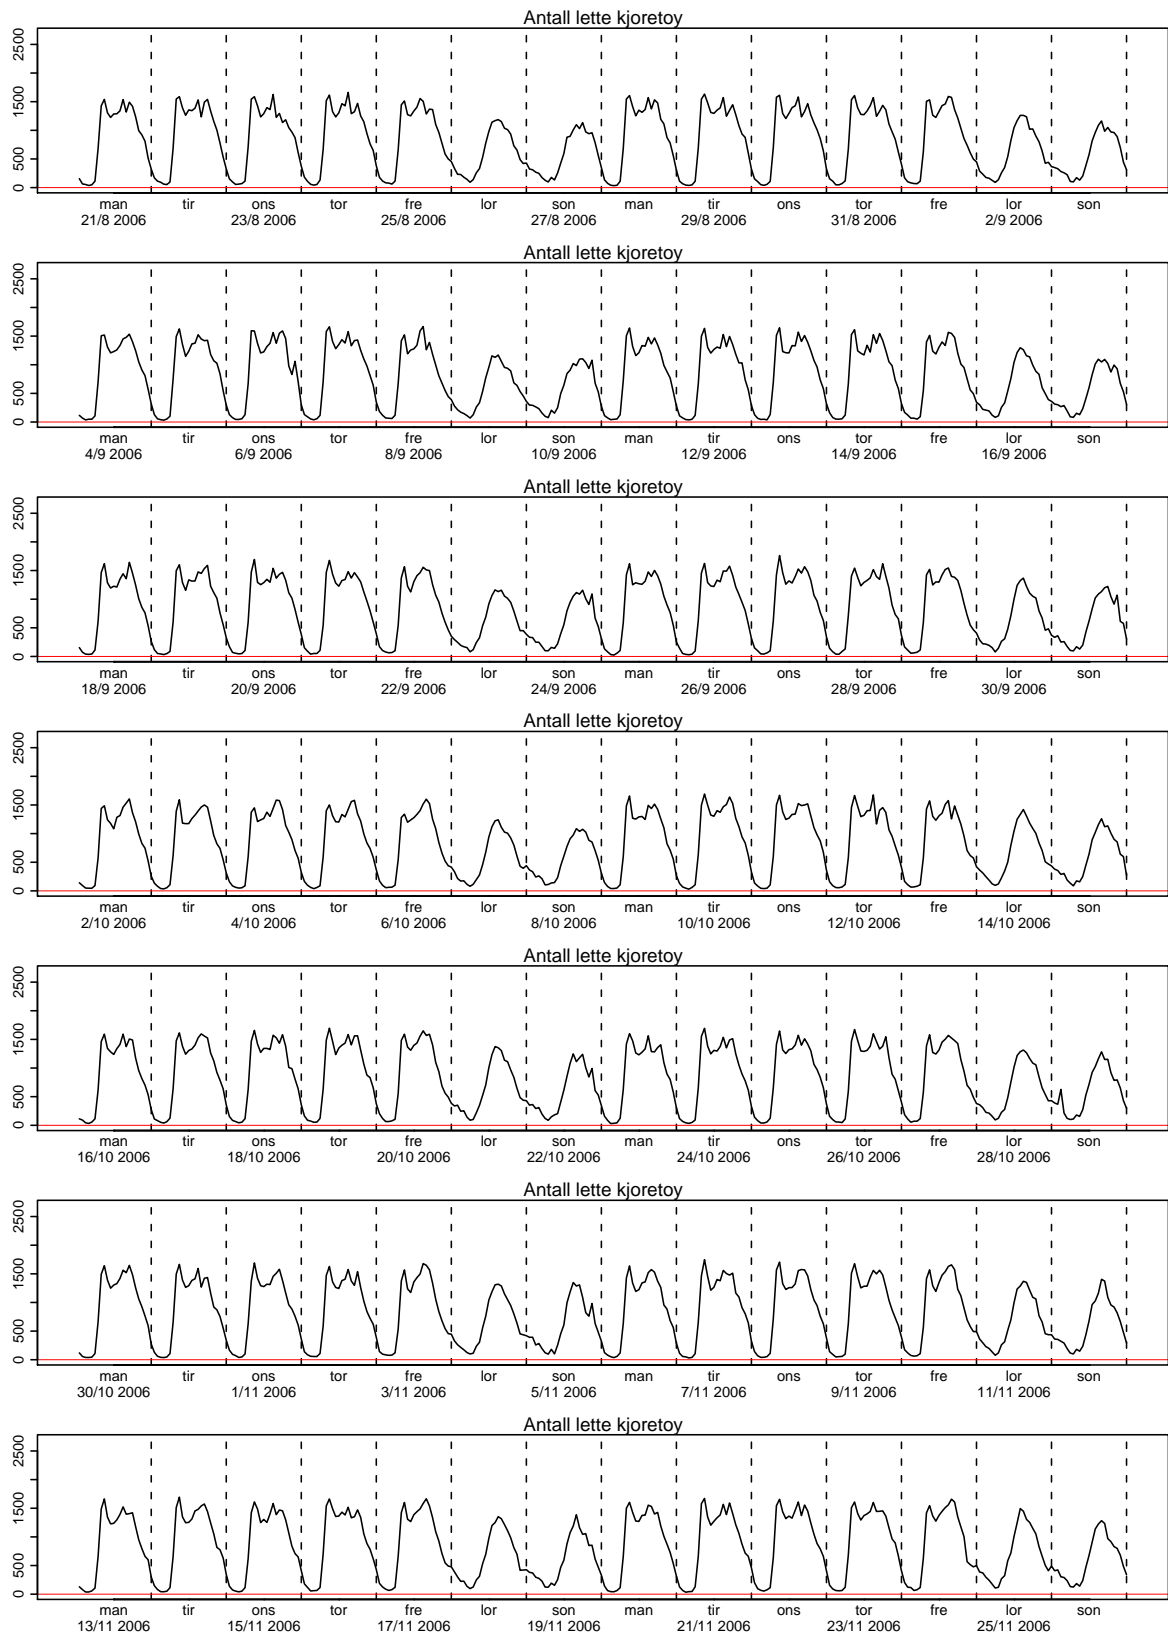 Antall lette kjoretoy
2500
1500
500
0
man tir ons tor fre lor son man tir ons tor fre lor son
21/8 2006 23/8 2006 25/8 2006 27/8 2006 29/8 2006 31/8 2006 2/9 2006
Antall lette kjoretoy
2500
1500
500
0
man tir ons tor fre lor son man tir ons tor fre lor son
4/9 2006 6/9 2006 8/9 2006 10/9 2006 12/9 2006 14/9 2006 16/9 2006
Antall lette kjoretoy
2500
1500
500
0
man tir ons tor fre lor son man tir ons tor fre lor son
18/9 2006 20/9 2006 22/9 2006 24/9 2006 26/9 2006 28/9 2006 30/9 2006
Antall lette kjoretoy
2500
1500
500
0
man tir ons tor fre lor son man tir ons tor fre lor son
2/10 2006 4/10 2006 6/10 2006 8/10 2006 10/10 2006 12/10 2006 14/10 2006
Antall lette kjoretoy
2500
1500
500
0
man tir ons tor fre lor son man tir ons tor fre lor son
16/10 2006 18/10 2006 20/10 2006 22/10 2006 24/10 2006 26/10 2006 28/10 2006
Antall lette kjoretoy
2500
1500
500
0
man tir ons tor fre lor son man tir ons tor fre lor son
30/10 2006 1/11 2006 3/11 2006 5/11 2006 7/11 2006 9/11 2006 11/11 2006
Antall lette kjoretoy
2500
1500
500
0
man tir ons tor fre lor son man tir ons tor fre lor son
13/11 2006 15/11 2006 17/11 2006 19/11 2006 21/11 2006 23/11 2006 25/11 2006